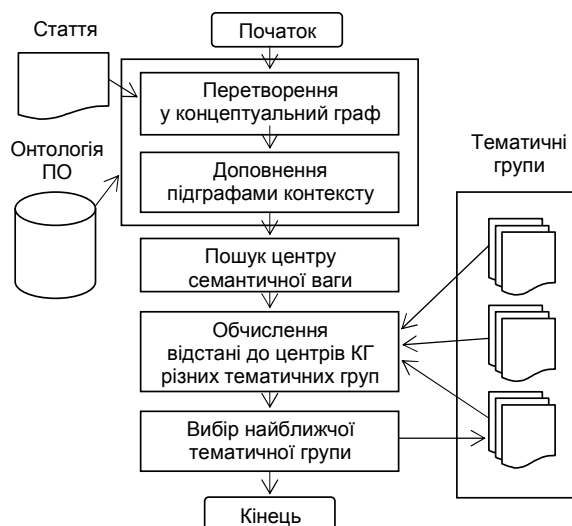 Стаття
Початок
Перетворення
у концептуальний граф
Онтологія
ПО
Доповнення
підграфами контексту
Тематичні
групи
Пошук центру
семантичної ваги
Обчислення
відстані до центрів КГ
різних тематичних груп
Вибір найближчої
тематичної групи
Кінець